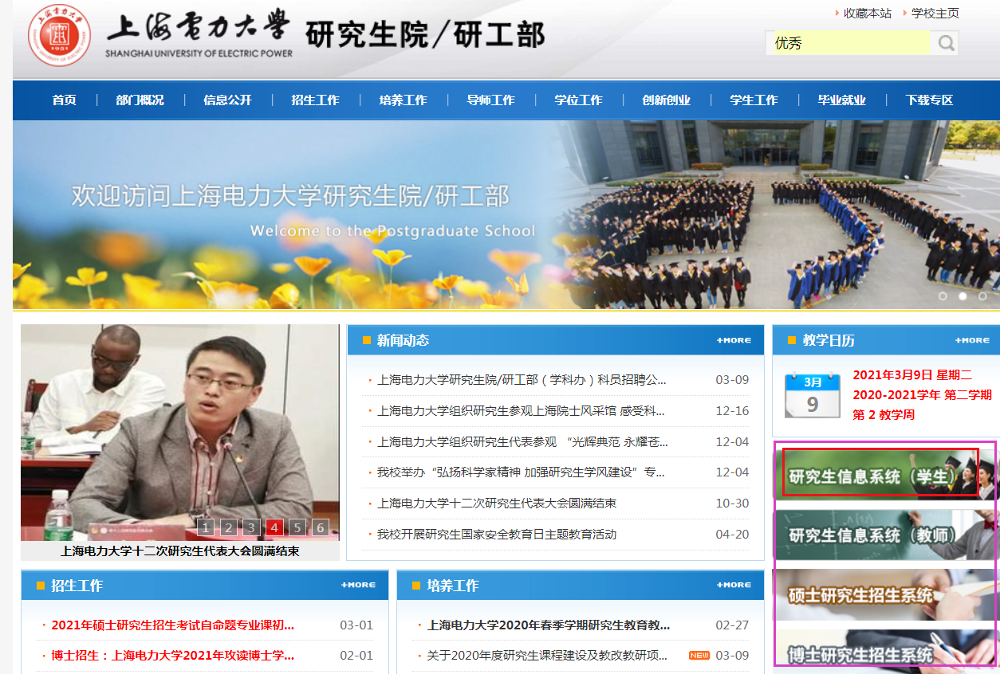 上海電力大學
SHANGHAI UNIVERSITY OF ELECTRIC POWER
研究生院/研工部
收藏本站 学校主页
优秀
首页 部门概况 信息公开 招生工作 培养工作 导师工作 学位工作 创新创业 学生工作 毕业就业 下载专区
欢迎访问上海电力大学研究生院/研工部
Welcome to the Postgraduate School
1 2 3 4 5 6
上海电力大学十二次研究生代表大会圆满结束
新闻动态 +MORE
上海电力大学研究生院/研工部（学科办）科员招聘公... 03-09
上海电力大学组织研究生参观上海院士风采馆 感受科... 12-16
上海电力大学组织研究生代表参观 “光辉典范 永耀苍... 12-04
我校举办“弘扬科学家精神 加强研究生学风建设”专... 12-04
上海电力大学十二次研究生代表大会圆满结束 10-30
我校开展研究生国家安全教育日主题教育活动 04-20
教学日历 +MORE
3月
9
2021年3月9日 星期二
2020-2021学年 第二学期
第 2 教学周
研究生信息系统（学生）
研究生信息系统（教师）
硕士研究生招生系统
博士研究生招生系统
招生工作 +MORE
2021年硕士研究生招生考试自命题专业课初... 03-01
博士招生：上海电力大学2021年攻读博士学... 02-01
培养工作 +MORE
上海电力大学2020年春季学期研究生教育教... 02-27
关于2020年度研究生课程建设及教改教研项... NEW 03-09